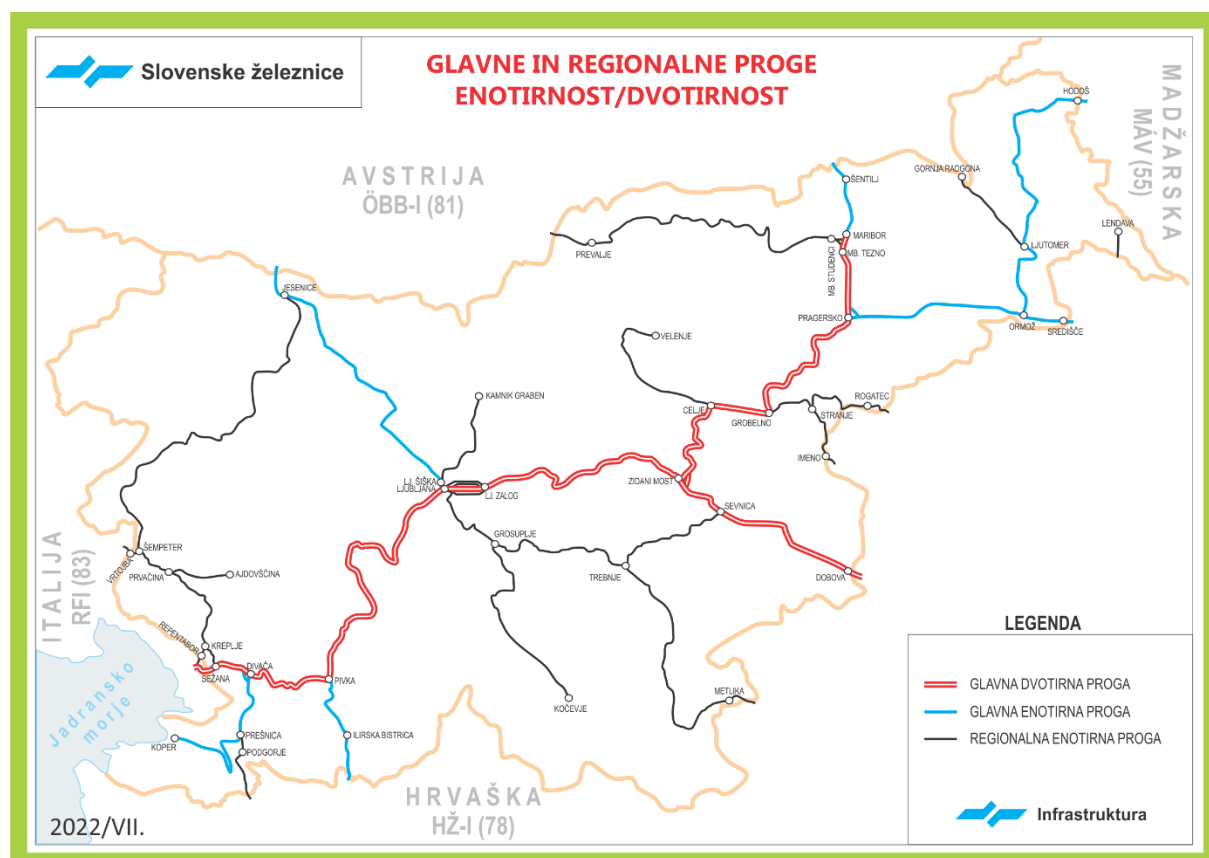 Slovenske železnice
GLAVNE IN REGIONALNE PROGE
ENOTIRNOST/DVOTIRNOST
MADŽARSKA
MÁV (55)
AVSTRIJA
ÖBB-I (81)
HODOŠ
GORNJA RADGONA
ŠENTILJ
LENDAVA
MARIBOR
LJUTOMER
PREVALJE
MB. TEZNO
MB. STUDENCI
JESENICE
PRAGERSKO
ORMOŽ
SREDIŠČE
VELENJE
KAMNIK GRABEN
ROGATEC
CELJE
STRANJE
GROBELNO
IMENO
LJ. ŠIŠKA
LJUBLJANA
LJ. ZALOG
ZIDANI MOST
SEVNICA
GROSUPLJE
ITALIJA
RFI (83)
ŠEMPETER
VRTOJBA
PRVAČINA
AJDOVŠČINA
TREBNJE
DOBOVA
REPENTABOR
KREPLJE
SEŽANA
DIVAČA
PIVKA
METLIKA
KOČEVJE
Jadransko
morje
KOPER
PREŠNICA
PODGORJE
ILIRSKA BISTRICA
HRVAŠKA
HŽ-I (78)
2022/VII.
LEGENDA
GLAVNA DVOTIRNA PROGA
GLAVNA ENOTIRNA PROGA
REGIONALNA ENOTIRNA PROGA
Infrastruktura